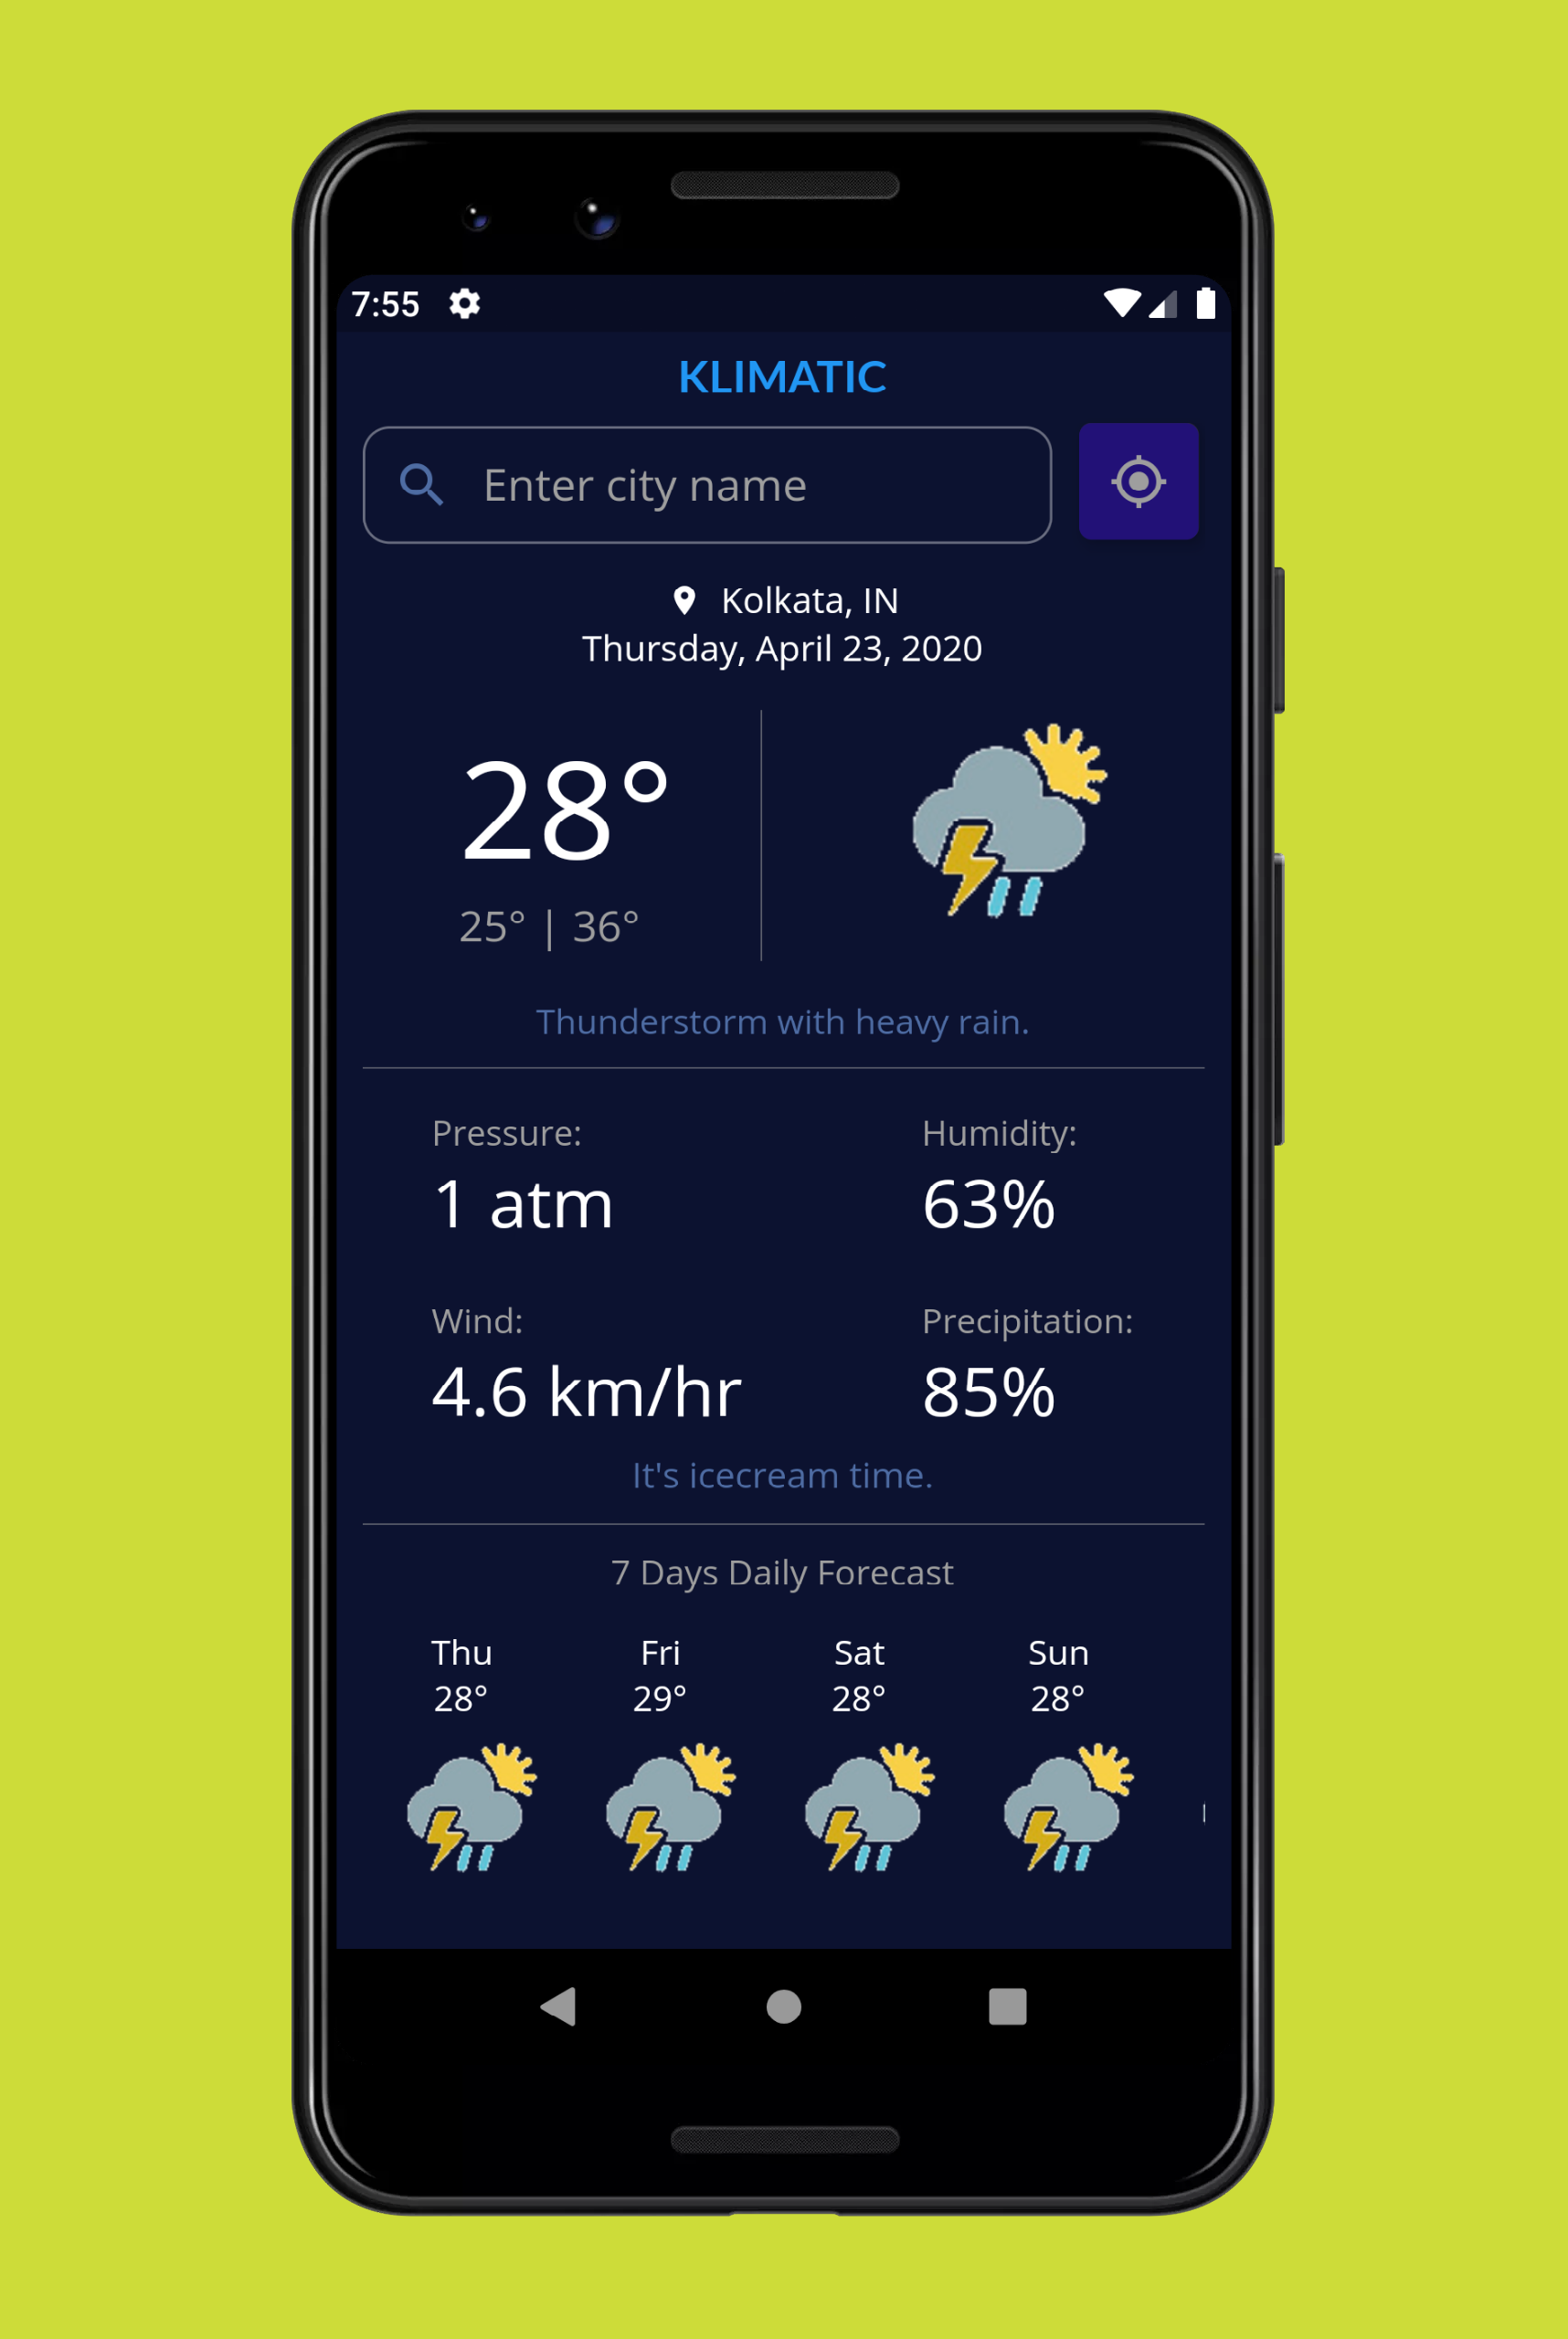 7:55
KLIMATIC
Enter city name
Kolkata, IN
Thursday, April 23, 2020
28°
25° | 36°
Thunderstorm with heavy rain.
Pressure: Humidity:
1 atm 63%
Wind: Precipitation:
4.6 km/hr 85%
It's icecream time.
7 Days Daily Forecast
Thu Fri Sat Sun
28° 29° 28° 28°